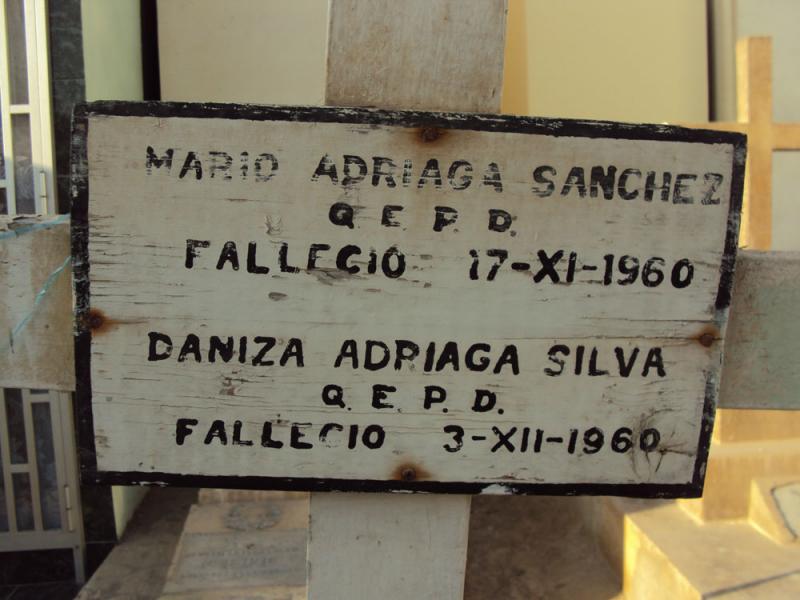 MARIO ADRIAGA SANCHEZ
Q. E. P. D.
FALLECIO 17-XI-1960
DANIZA ADRIAGA SILVA
Q. E. P. D.
FALLECIO 3-XII-1960